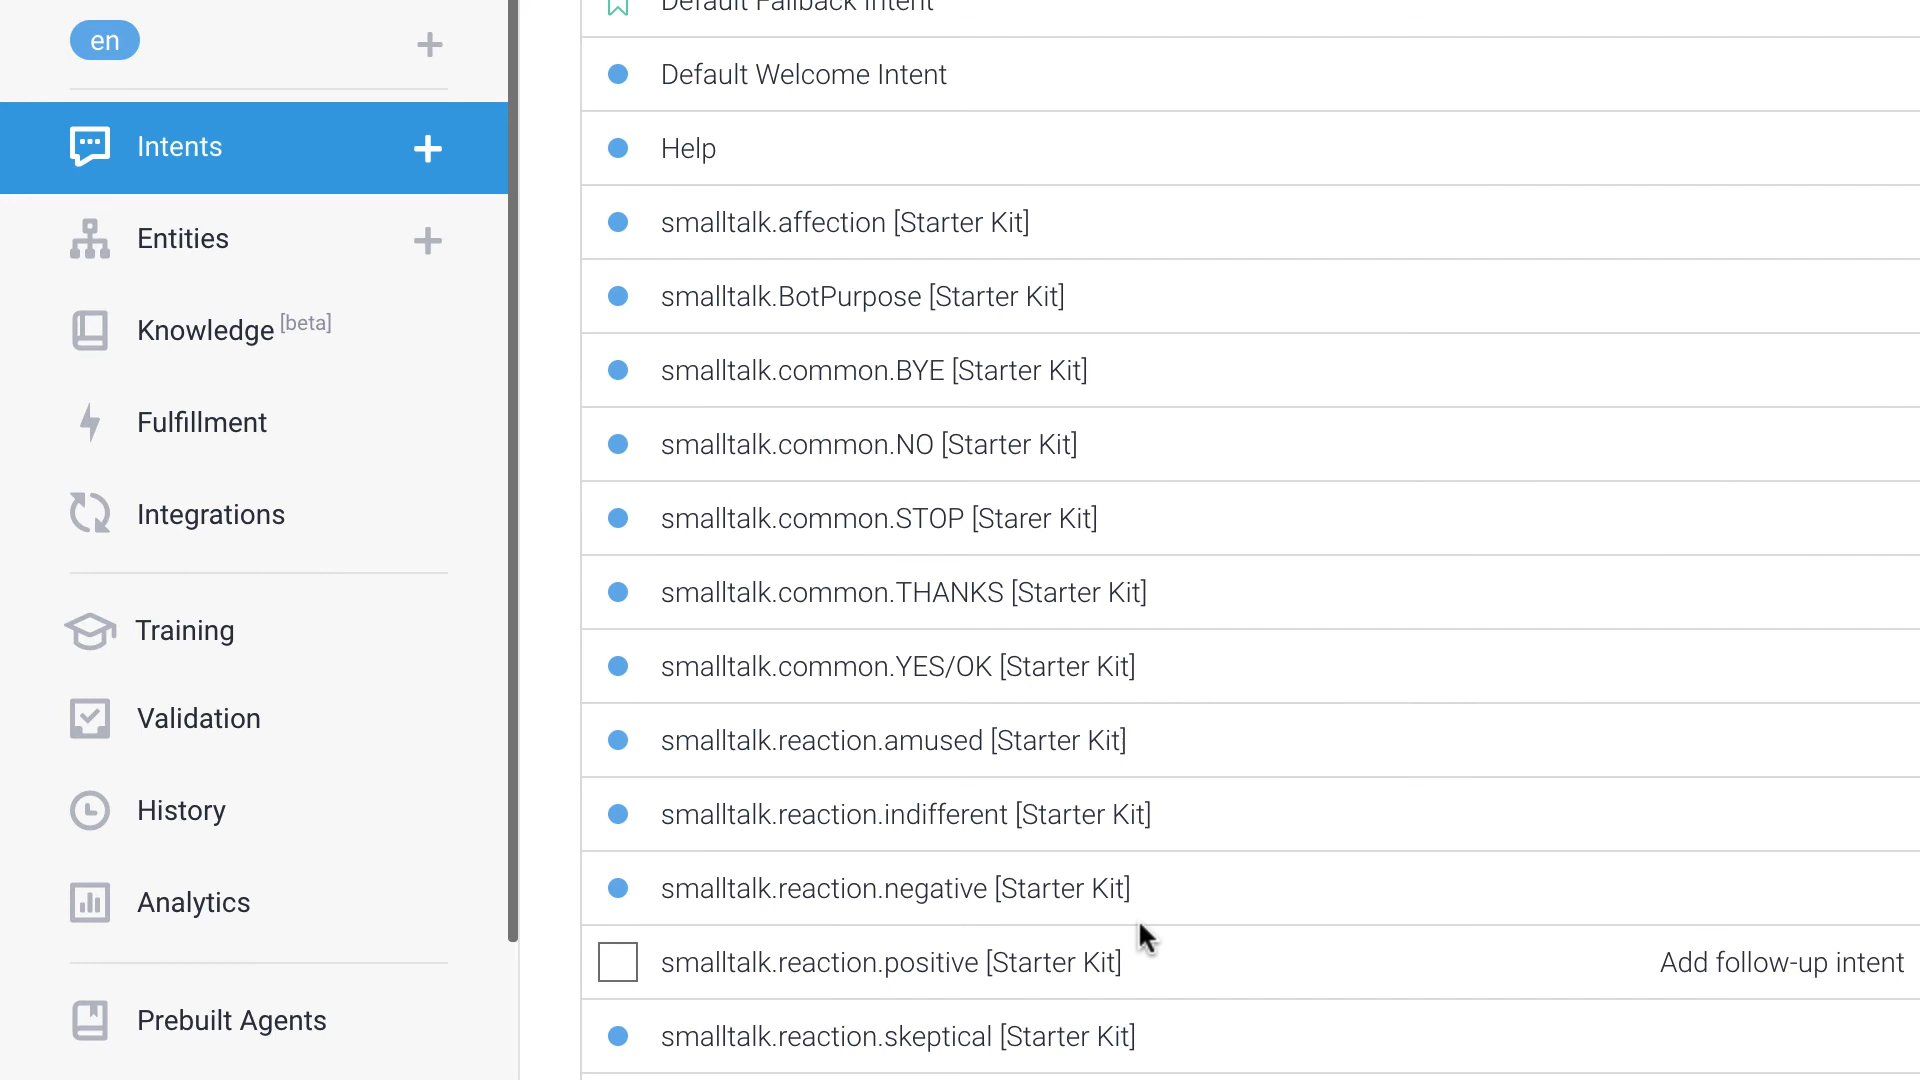 en
Intents
Entities
Knowledge [beta]
Fulfillment
Integrations
Training
Validation
History
Analytics
Prebuilt Agents
Default Fallback Intent
Default Welcome Intent
Help
smalltalk.affection [Starter Kit]
smalltalk.BotPurpose [Starter Kit]
smalltalk.common.BYE [Starter Kit]
smalltalk.common.NO [Starter Kit]
smalltalk.common.STOP [Starer Kit]
smalltalk.common.THANKS [Starter Kit]
smalltalk.common.YES/OK [Starter Kit]
smalltalk.reaction.amused [Starter Kit]
smalltalk.reaction.indifferent [Starter Kit]
smalltalk.reaction.negative [Starter Kit]
smalltalk.reaction.positive [Starter Kit] Add follow-up intent
smalltalk.reaction.skeptical [Starter Kit]